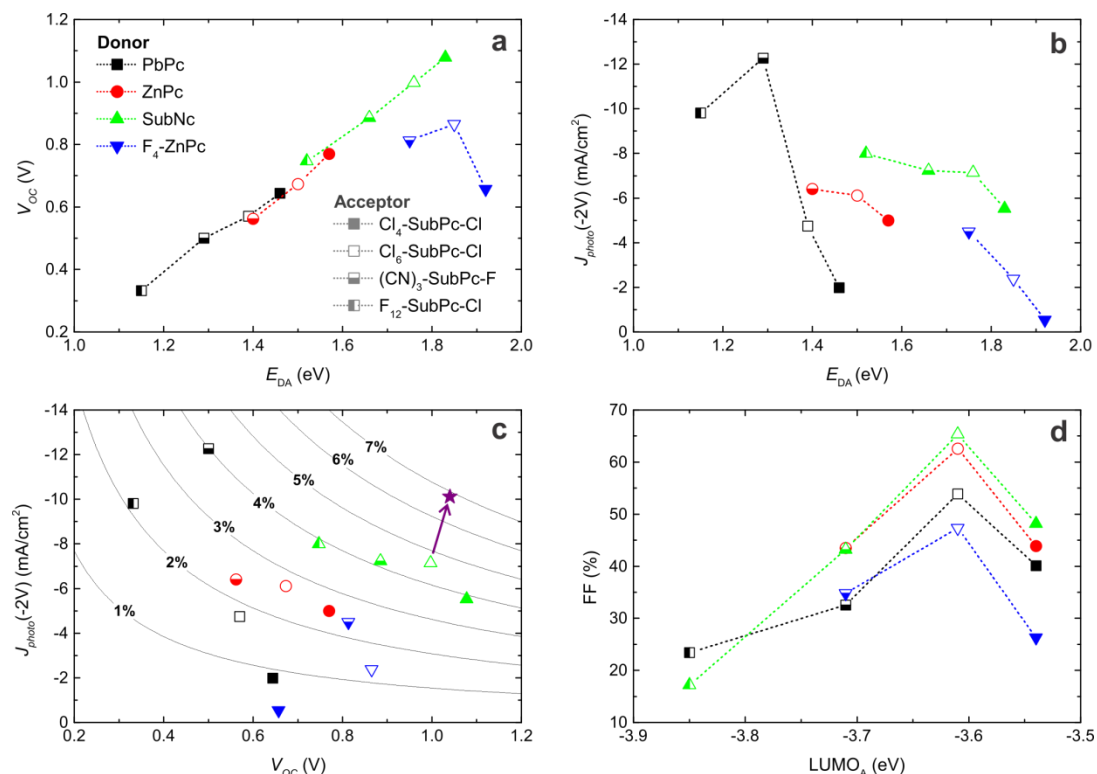 a
Donor
PbPc
ZnPc
SubNc
F4-ZnPc
Acceptor
Cl4-SubPc-Cl
Cl6-SubPc-Cl
(CN)3-SubPc-F
F12-SubPc-Cl
1.2
1.0
0.8
0.6
0.4
0.2
VOC (V)
1.0 1.2 1.4 1.6 1.8 2.0
EDA (eV)
b
-14
-12
-10
-8
-6
-4
-2
0
Jphoto(-2V) (mA/cm²)
1.0 1.2 1.4 1.6 1.8 2.0
EDA (eV)
c
-14
-12
-10
-8
-6
-4
-2
0
Jphoto(-2V) (mA/cm²)
7%
6%
5%
4%
3%
2%
1%
0.2 0.4 0.6 0.8 1.0 1.2
VOC (V)
d
70
60
50
40
30
20
10
FF (%)
-3.9 -3.8 -3.7 -3.6 -3.5
LUMOA (eV)